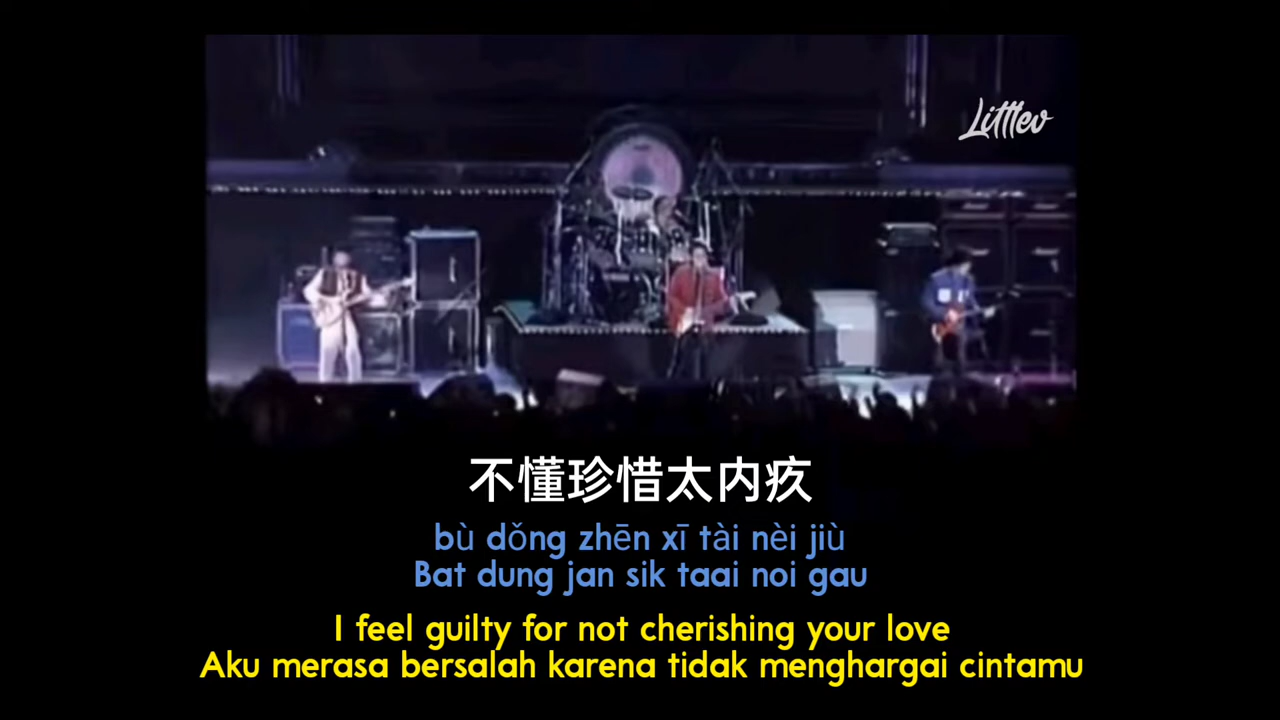 Littlev
不懂珍惜太内疚
bù dǒng zhēn xī tài nèi jiù
Bat dung jan sik taai noi gau
I feel guilty for not cherishing your love
Aku merasa bersalah karena tidak menghargai cintamu